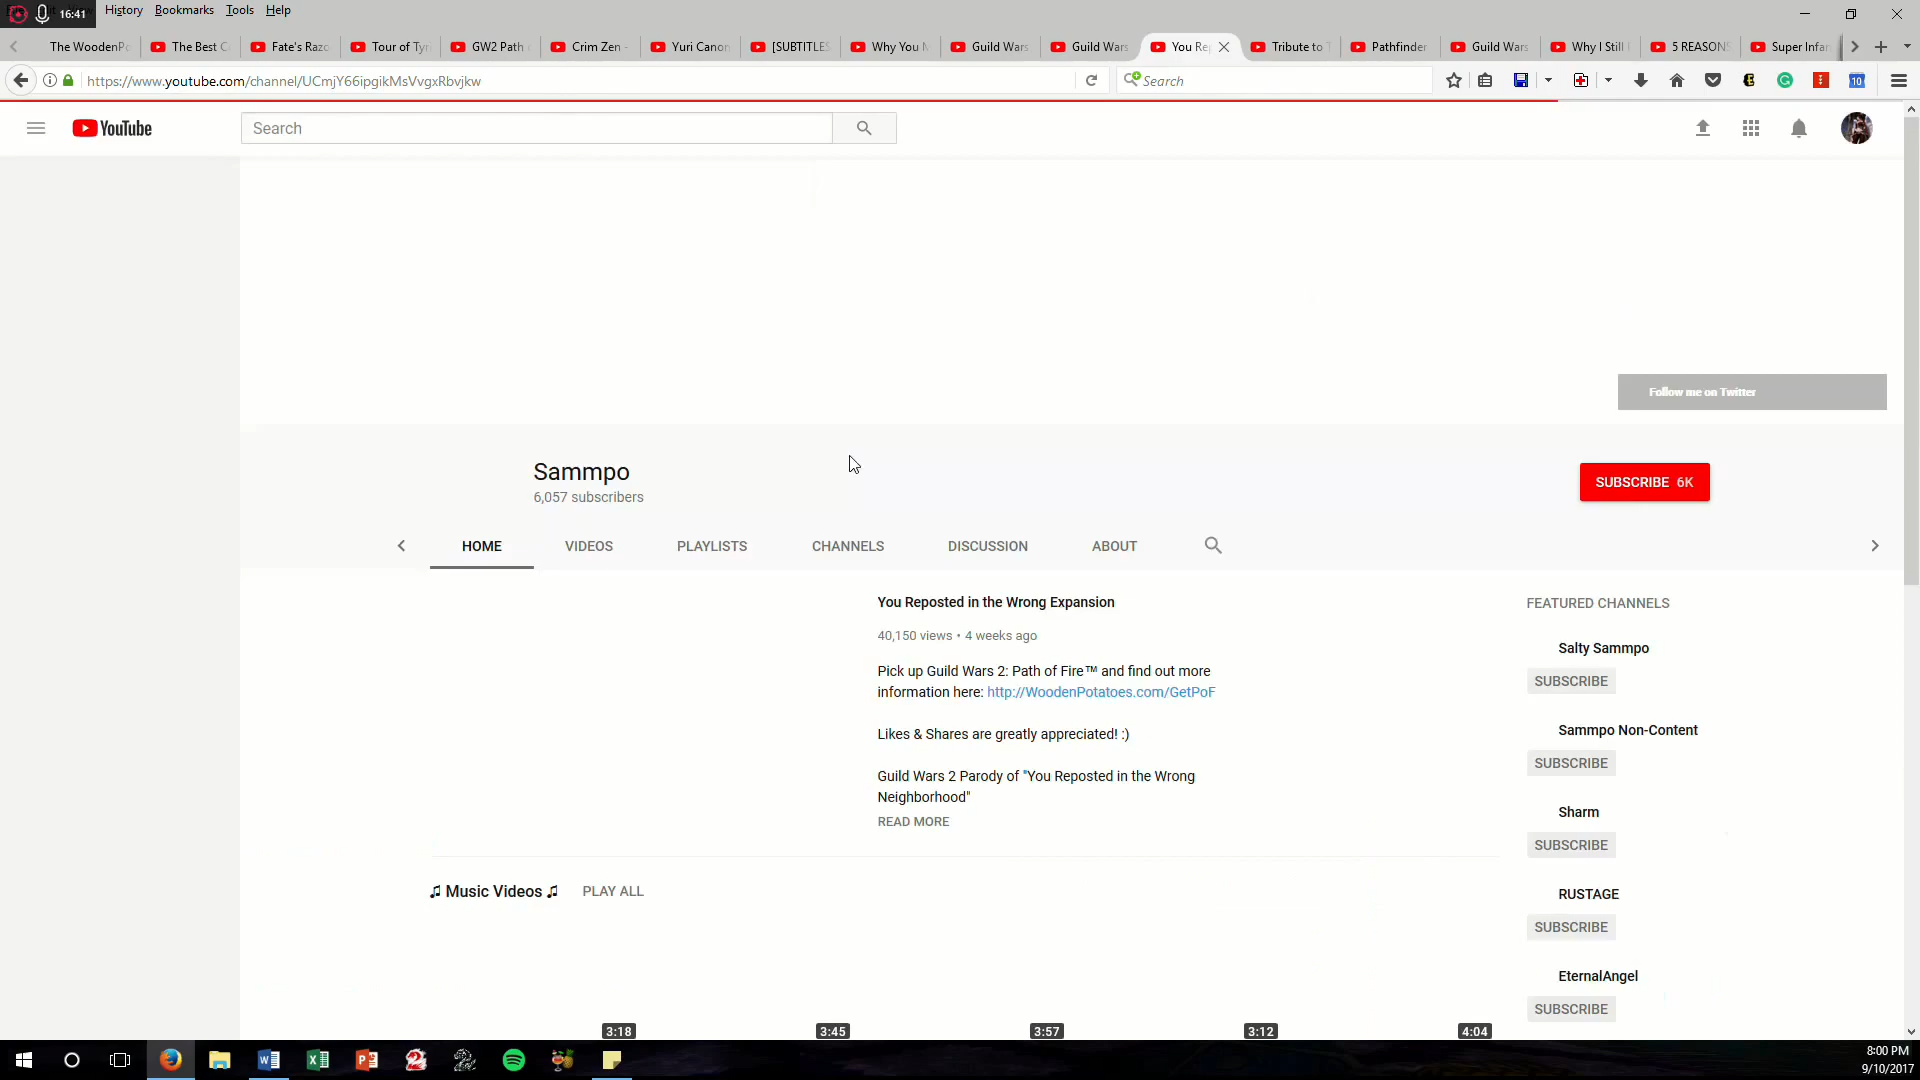 16:41
History Bookmarks Tools Help
The WoodenPo
The Best C
Fate's Razo
Tour of Tyr
GW2 Path
Crim Zen -
Yuri Canon
[SUBTITLES
Why You N
Guild Wars
Guild Wars
You Re
Tribute to T
Pathfinder
Guild Wars
Why I Still
5 REASONS
Super Infan
https://www.youtube.com/channel/UCmjY66ipgikMsVvgxRbvjkw
Search
10
YouTube
Search
Follow me on Twitter
Sammpo
6,057 subscribers
SUBSCRIBE 6K
HOME VIDEOS PLAYLISTS CHANNELS DISCUSSION ABOUT
You Reposted in the Wrong Expansion
40,150 views • 4 weeks ago
Pick up Guild Wars 2: Path of Fire™ and find out more
information here: http://WoodenPotatoes.com/GetPoF
Likes & Shares are greatly appreciated! :)
Guild Wars 2 Parody of "You Reposted in the Wrong
Neighborhood"
READ MORE
FEATURED CHANNELS
Salty Sammpo
SUBSCRIBE
Sammpo Non-Content
SUBSCRIBE
Sharm
SUBSCRIBE
RUSTAGE
SUBSCRIBE
EternalAngel
SUBSCRIBE
♫ Music Videos ♫ PLAY ALL
3:18 3:45 3:57 3:12 4:04
8:00 PM
9/10/2017